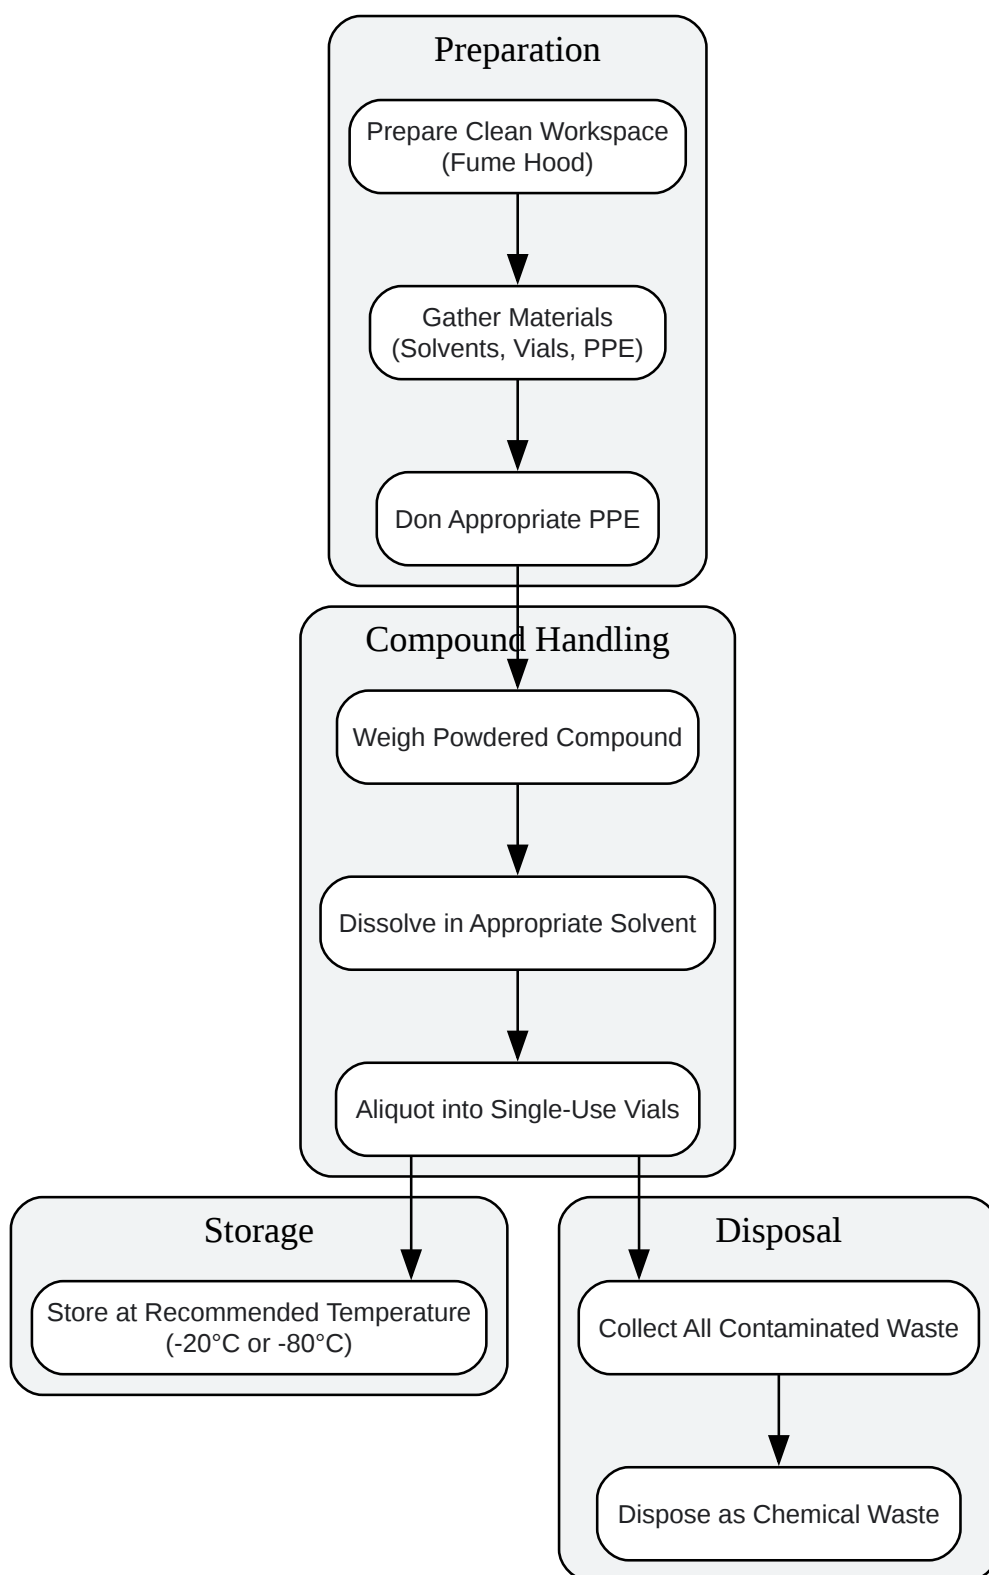 Preparation
Prepare Clean Workspace
(Fume Hood)
Gather Materials
(Solvents, Vials, PPE)
Don Appropriate PPE
Compound Handling
Weigh Powdered Compound
Dissolve in Appropriate Solvent
Aliquot into Single-Use Vials
Storage
Store at Recommended Temperature
(-20°C or -80°C)
Disposal
Collect All Contaminated Waste
Dispose as Chemical Waste